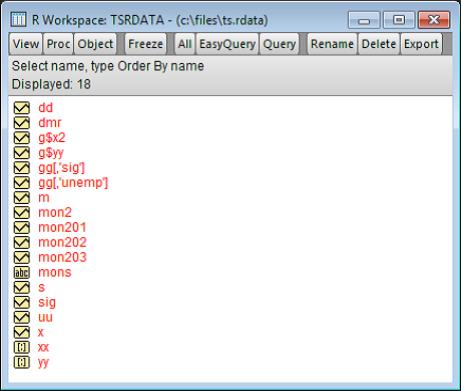 R Workspace: TSRDATA - (c:\files\ts.rdata)
View Proc Object Freeze All EasyQuery Query Rename Delete Export
Select name, type Order By name
Displayed: 18
dd
dmr
g$x2
g$yy
gg[,'sig']
gg[,'unemp']
m
mon2
mon201
mon202
mon203
abc mons
s
sig
uu
x
[:] xx
[:] yy